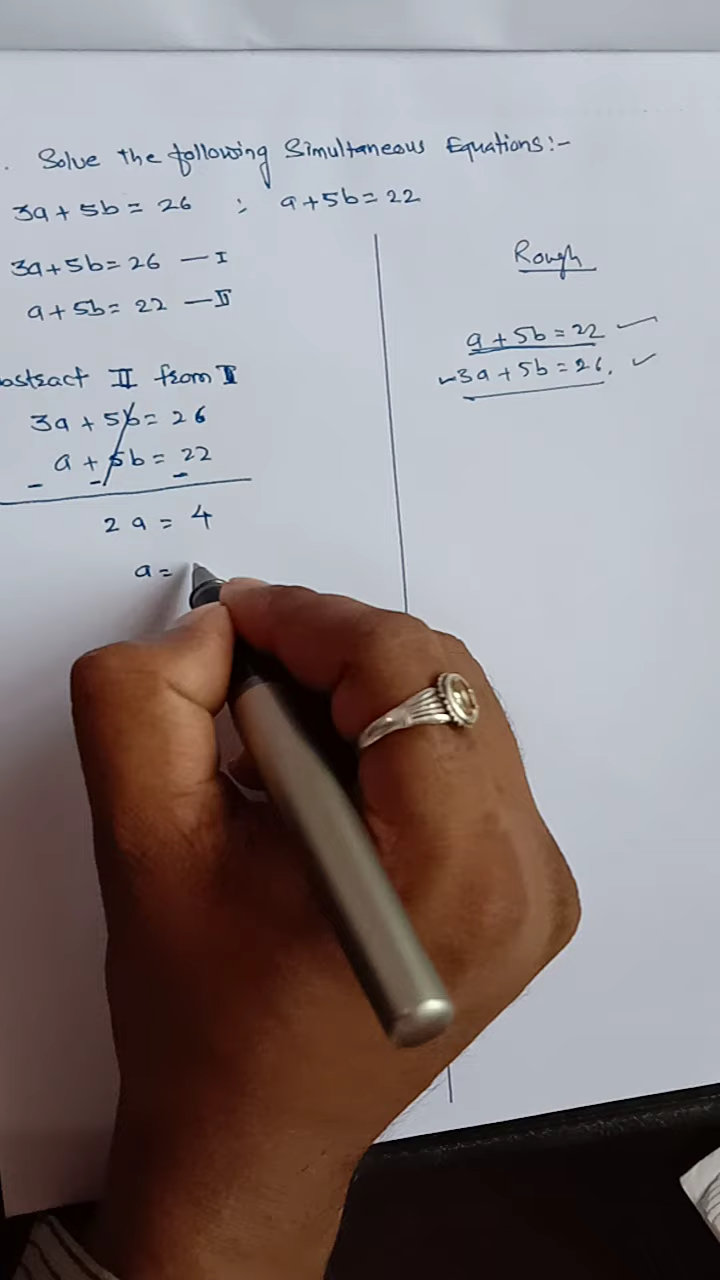 . Solve the following Simultaneous Equations:-
3a + 5b = 26 ; a + 5b = 22
3a + 5b = 26 — I
a + 5b = 22 — II
bstract II from I
3a + 5b = 26
a + 5b = 22
- - -
2a = 4
a =
Rough
a + 5b = 22
3a + 5b = 26.